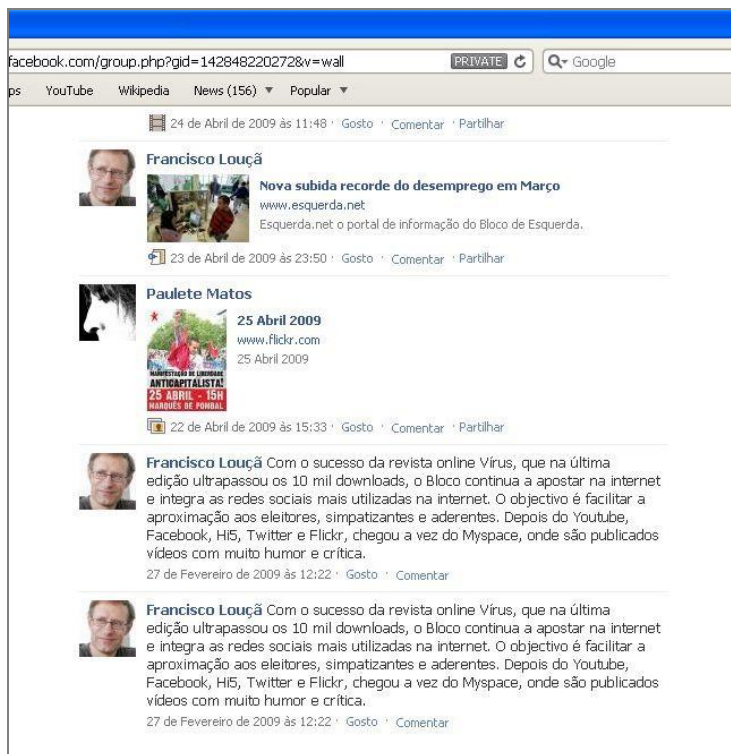 facebook.com/group.php?gid=142848220272&v=wall PRIVATE Google
ps YouTube Wikipedia News (156) ▼ Popular ▼
24 de Abril de 2009 às 11:48 · Gosto · Comentar · Partilhar
Francisco Louçã
Nova subida recorde do desemprego em Março
www.esquerda.net
Esquerda.net o portal de informação do Bloco de Esquerda.
23 de Abril de 2009 às 23:50 · Gosto · Comentar · Partilhar
Paulete Matos
25 Abril 2009
www.flickr.com
25 Abril 2009
MANIFESTAÇÃO DE LIBERDADE
ANTICAPITALISTA!
25 ABRIL - 15H
MARQUÊS DE POMBAL
22 de Abril de 2009 às 15:33 · Gosto · Comentar · Partilhar
Francisco Louçã Com o sucesso da revista online Vírus, que na última
edição ultrapassou os 10 mil downloads, o Bloco continua a apostar na internet
e integra as redes sociais mais utilizadas na internet. O objectivo é facilitar a
aproximação aos eleitores, simpatizantes e aderentes. Depois do Youtube,
Facebook, Hi5, Twitter e Flickr, chegou a vez do Myspace, onde são publicados
vídeos com muito humor e crítica.
27 de Fevereiro de 2009 às 12:22 · Gosto · Comentar
Francisco Louçã Com o sucesso da revista online Vírus, que na última
edição ultrapassou os 10 mil downloads, o Bloco continua a apostar na internet
e integra as redes sociais mais utilizadas na internet. O objectivo é facilitar a
aproximação aos eleitores, simpatizantes e aderentes. Depois do Youtube,
Facebook, Hi5, Twitter e Flickr, chegou a vez do Myspace, onde são publicados
vídeos com muito humor e crítica.
27 de Fevereiro de 2009 às 12:22 · Gosto · Comentar